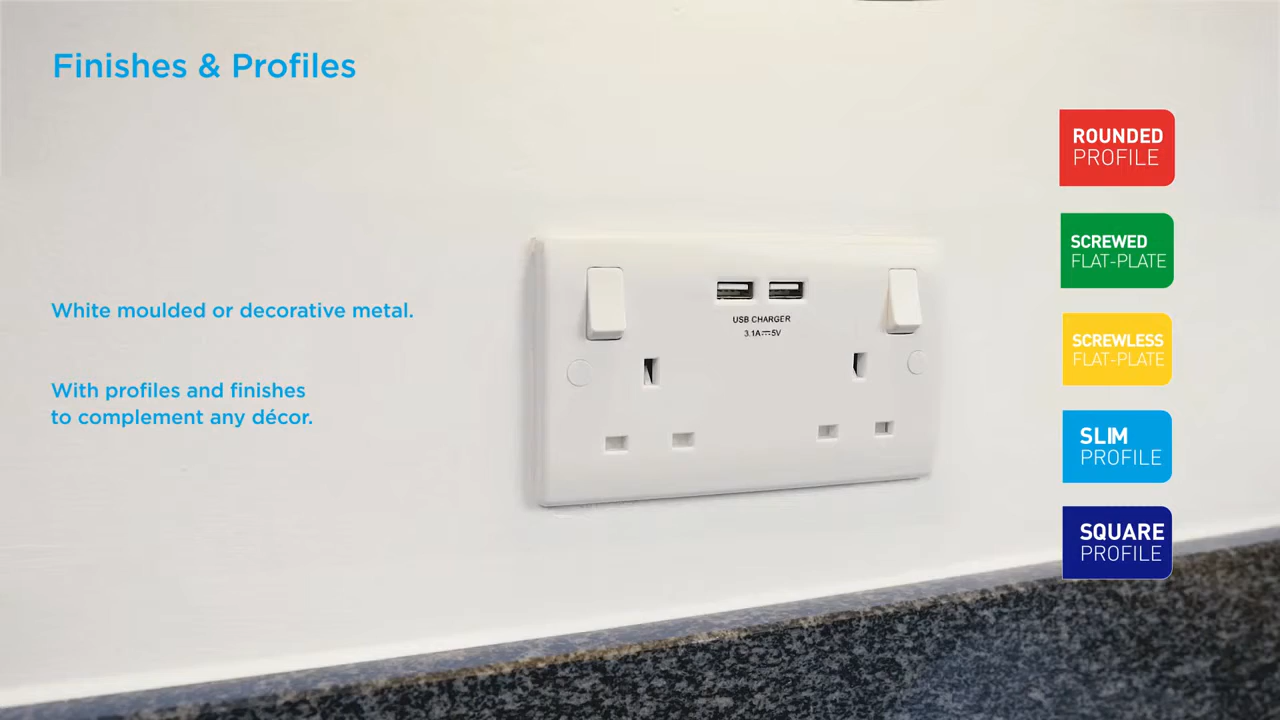 Finishes & Profiles
White moulded or decorative metal.
With profiles and finishes
to complement any décor.
USB CHARGER
3.1A⎓5V
ROUNDED
PROFILE
SCREWED
FLAT-PLATE
SCREWLESS
FLAT-PLATE
SLIM
PROFILE
SQUARE
PROFILE